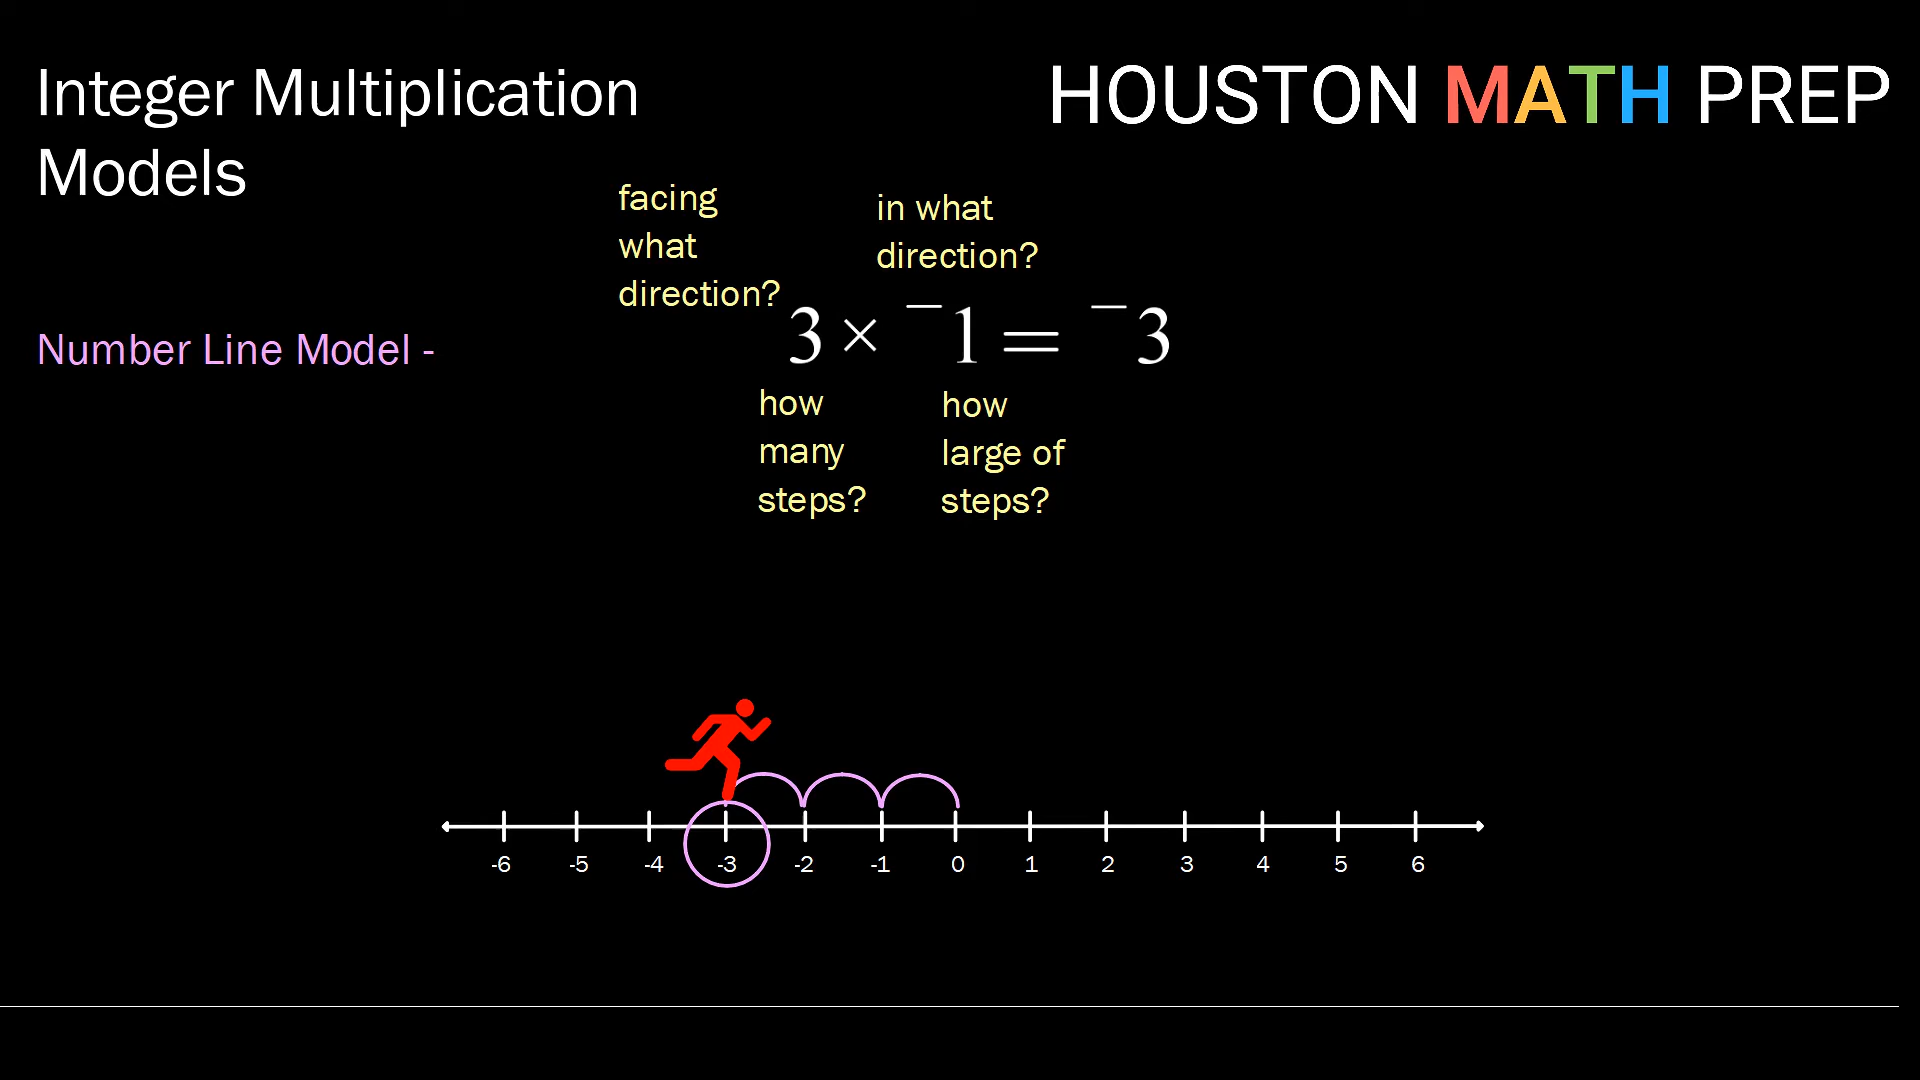 Integer Multiplication
Models
HOUSTON MATH PREP
facing
what
direction?
in what
direction?
Number Line Model -
3 × ⁻1 = ⁻3
how
many
steps?
how
large of
steps?
-6 -5 -4 -3 -2 -1 0 1 2 3 4 5 6